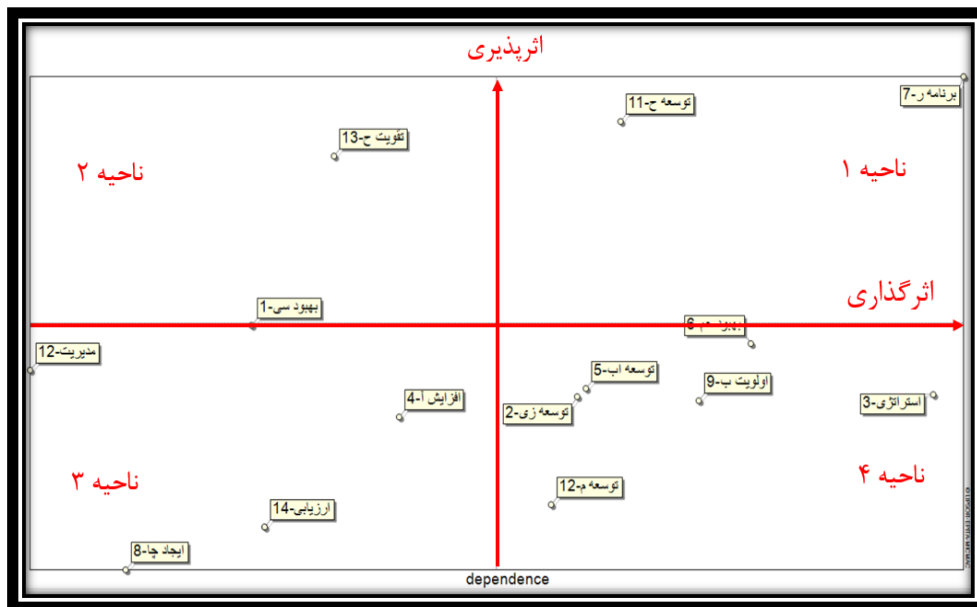 اثرپذیری
برنامه ر-7
توسعه ح-11
تقویت ح-13
ناحیه ۱
ناحیه ۲
اثرگذاری
بهبود سی-1
بهبود -6
مدیریت-12
توسعه اب-5
اولویت ب-9
استراتژی-3
افزایش آ-4
توسعه زی-2
ناحیه ۳
ناحیه ۴
توسعه م-12
ارزیابی-14
ایجاد چا-8
dependence